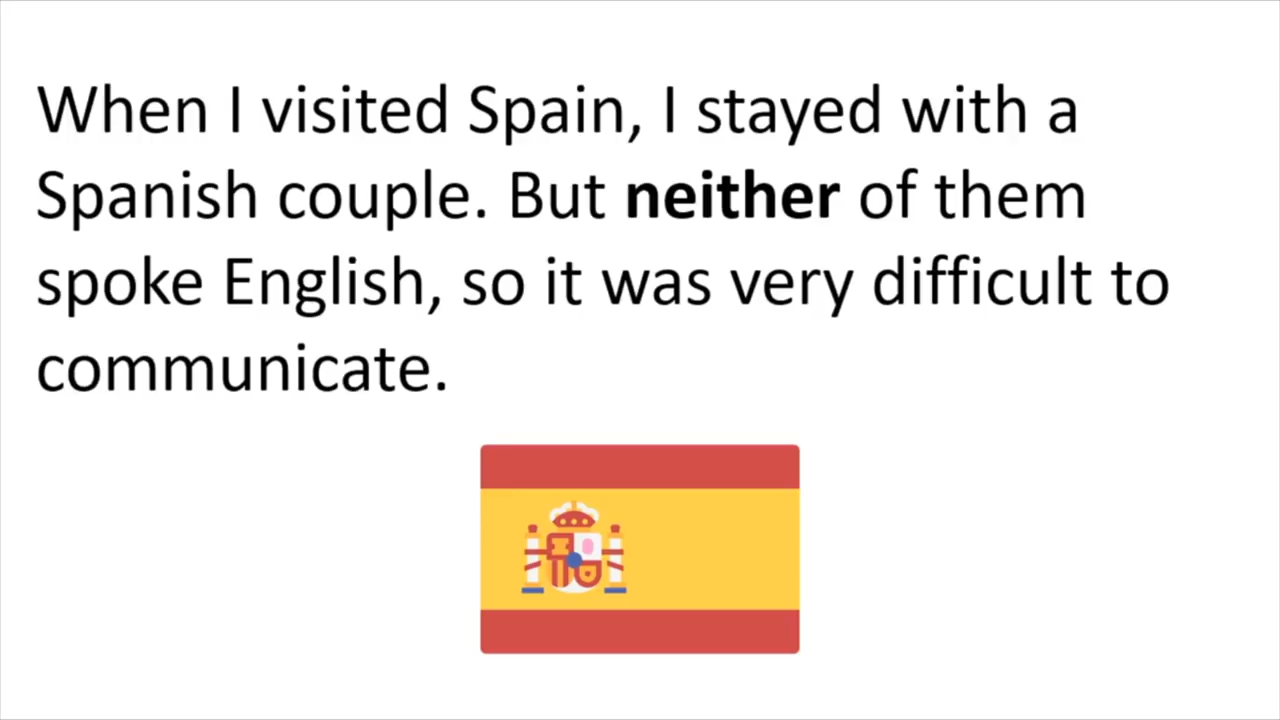 When I visited Spain, I stayed with a
Spanish couple. But neither of them
spoke English, so it was very difficult to
communicate.